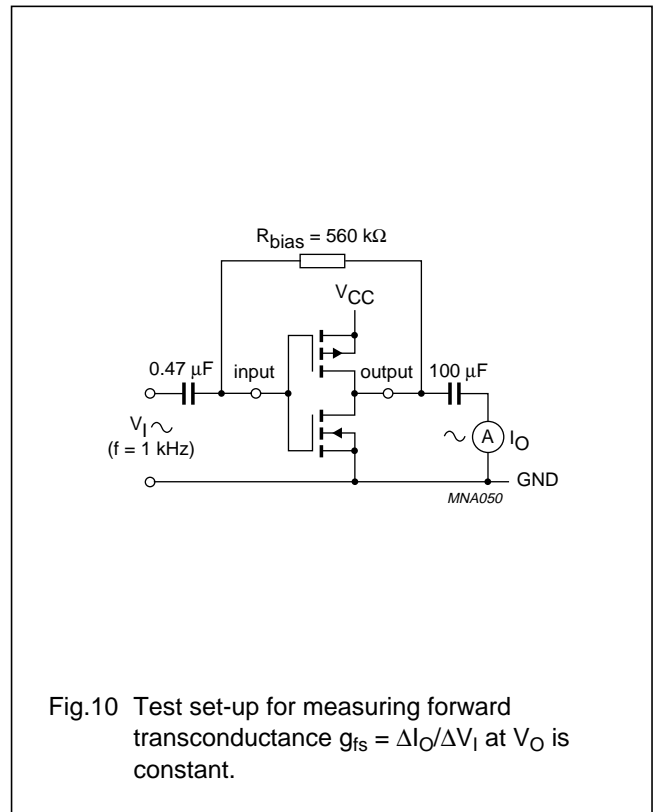 R_bias = 560 kΩ
V_CC
0.47 μF input output 100 μF
V_I ∼
(f = 1 kHz)
∼ A I_O
GND
MNA050
Fig.10 Test set-up for measuring forward
transconductance g_fs = ΔI_O/ΔV_I at V_O is
constant.